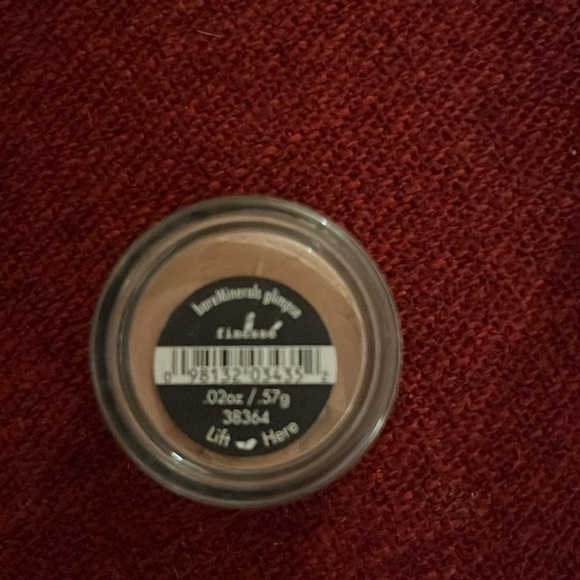 bareMinerals glimpse
finesse
0 98132 03435 2
.02oz / .57g
38364
Lift Here